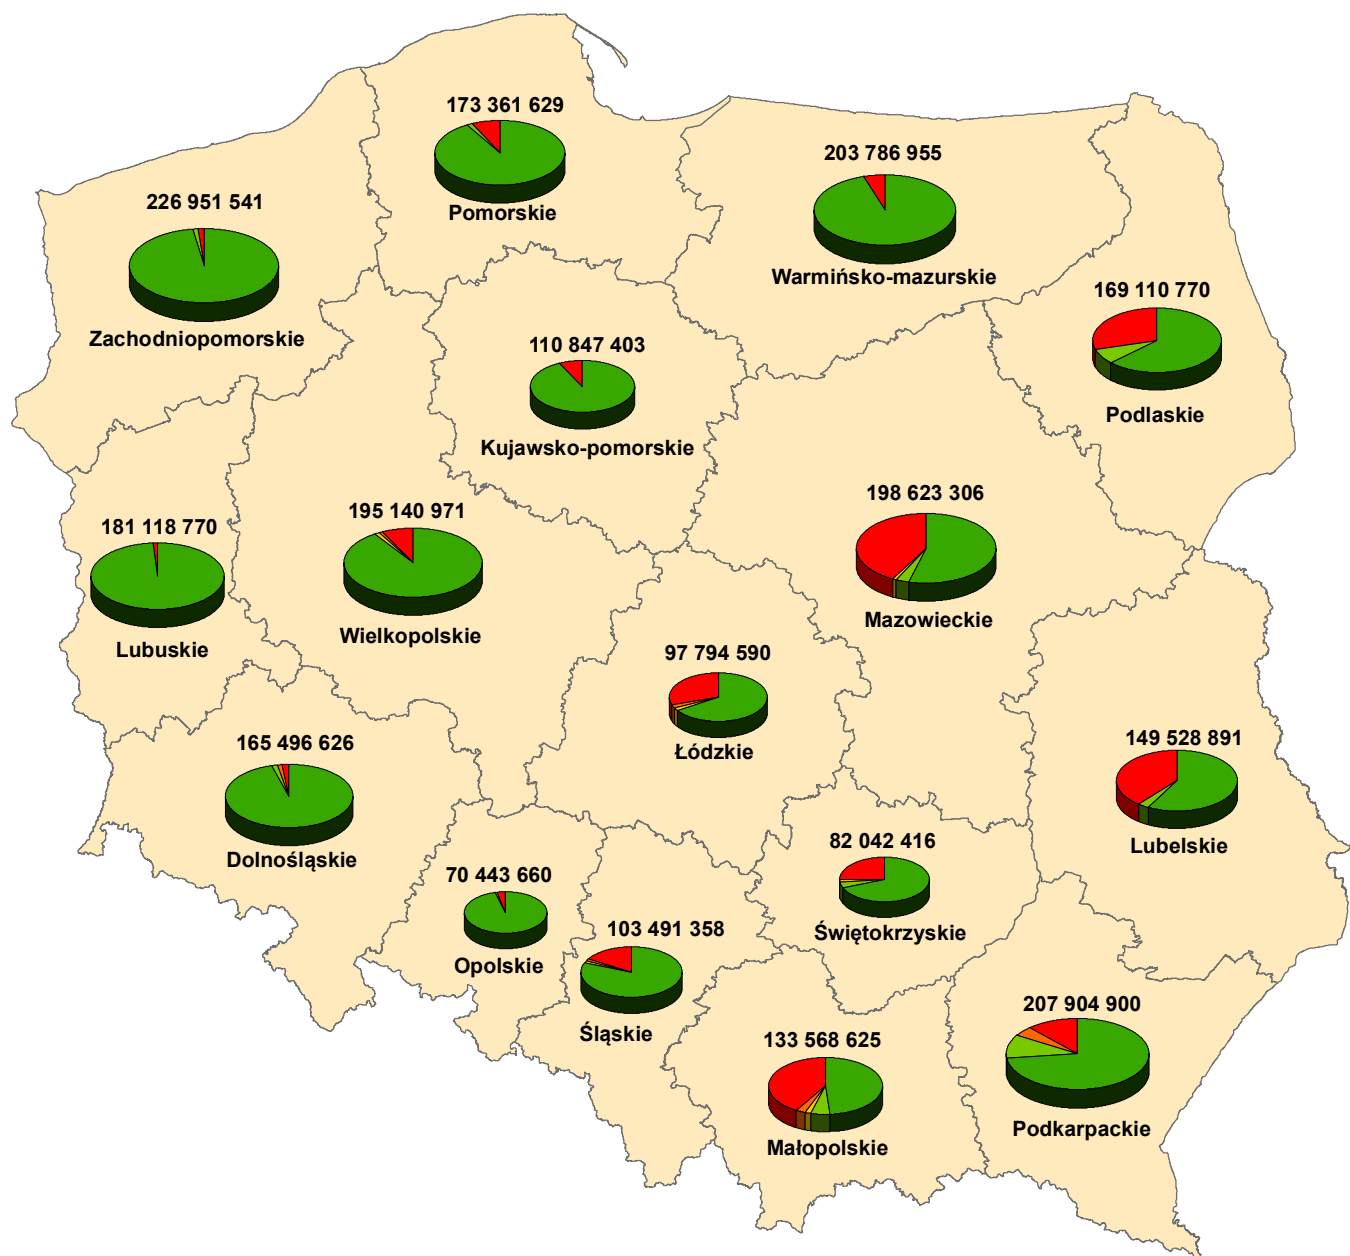 173 361 629
Pomorskie
203 786 955
Warmińsko-mazurskie
226 951 541
Zachodniopomorskie
169 110 770
Podlaskie
110 847 403
Kujawsko-pomorskie
181 118 770
Lubuskie
195 140 971
Wielkopolskie
198 623 306
Mazowieckie
97 794 590
Łódzkie
165 496 626
Dolnośląskie
149 528 891
Lubelskie
70 443 660
Opolskie
82 042 416
Świętokrzyskie
103 491 358
Śląskie
133 568 625
Małopolskie
207 904 900
Podkarpackie